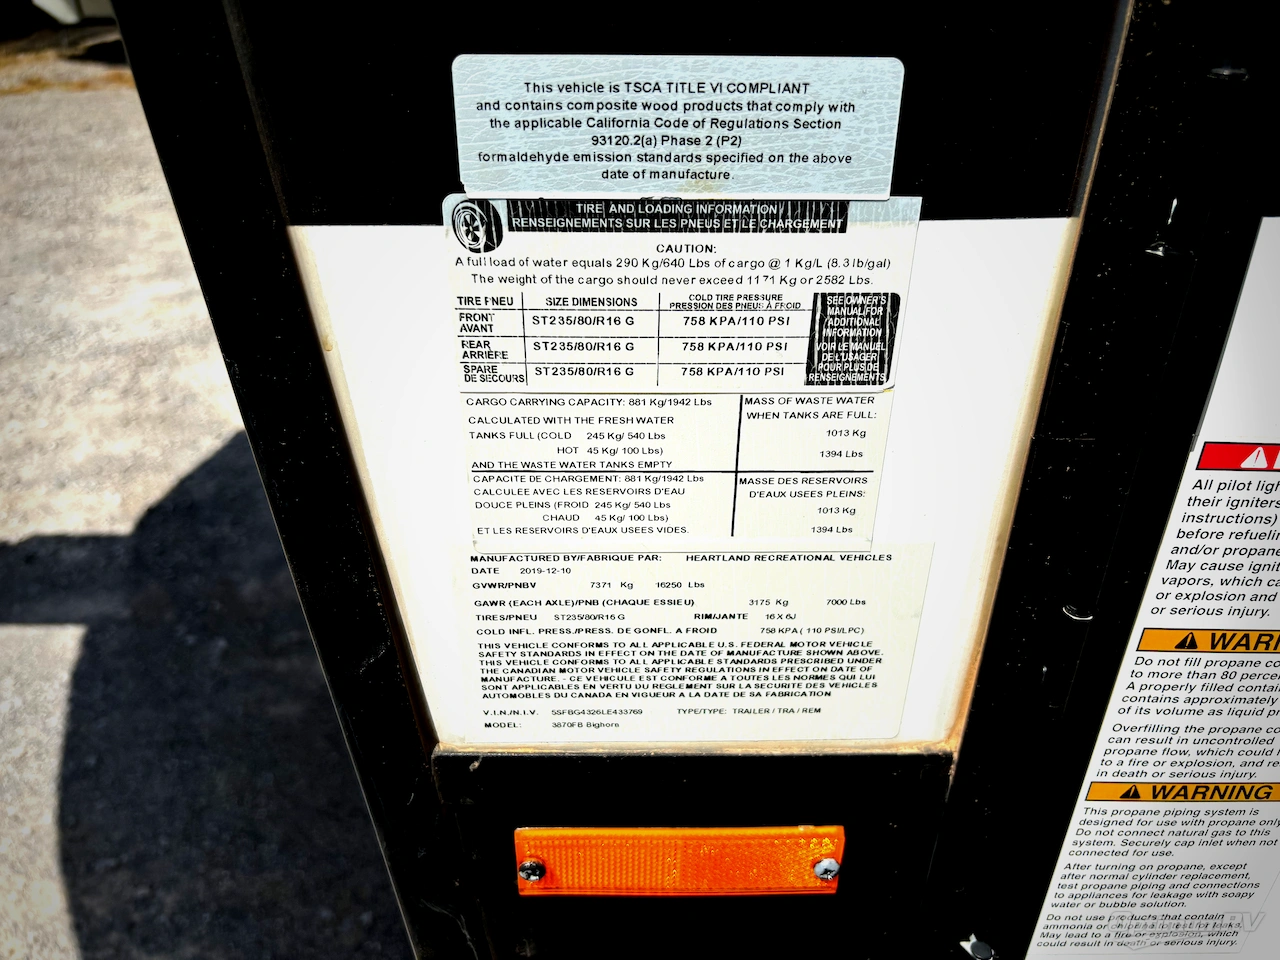 This vehicle is TSCA TITLE VI COMPLIANT
and contains composite wood products that comply with
the applicable California Code of Regulations Section
93120.2(a) Phase 2 (P2)
formaldehyde emission standards specified on the above
date of manufacture.
TIRE AND LOADING INFORMATION
RENSEIGNEMENTS SUR LES PNEUS ET LE CHARGEMENT
CAUTION:
A full load of water equals 290 Kg/640 Lbs of cargo @ 1 Kg/L (8.3 lb/gal)
The weight of the cargo should never exceed 1171 Kg or 2582 Lbs.
TIRE PNEU SIZE DIMENSIONS COLD TIRE PRESSURE
PRESSION DES PNEUS À FROID
FRONT
AVANT ST235/80/R16 G 758 KPA/110 PSI
REAR
ARRIÈRE ST235/80/R16 G 758 KPA/110 PSI
SPARE
DE SECOURS ST235/80/R16 G 758 KPA/110 PSI
SEE OWNER'S
MANUAL FOR
ADDITIONAL
INFORMATION
VOIR LE MANUEL
DE L'USAGER
POUR PLUS DE
RENSEIGNEMENTS
CARGO CARRYING CAPACITY: 881 Kg/1942 Lbs
CALCULATED WITH THE FRESH WATER
TANKS FULL (COLD 245 Kg/ 540 Lbs
HOT 45 Kg/ 100 Lbs)
AND THE WASTE WATER TANKS EMPTY
MASS OF WASTE WATER
WHEN TANKS ARE FULL:
1013 Kg
1394 Lbs
CAPACITE DE CHARGEMENT: 881 Kg/1942 Lbs
CALCULEE AVEC LES RESERVOIRS D'EAU
DOUCE PLEINS (FROID 245 Kg/ 540 Lbs
CHAUD 45 Kg/ 100 Lbs)
ET LES RESERVOIRS D'EAUX USEES VIDES.
MASSE DES RESERVOIRS
D'EAUX USEES PLEINS:
1013 Kg
1394 Lbs
MANUFACTURED BY/FABRIQUE PAR: HEARTLAND RECREATIONAL VEHICLES
DATE 2019-12-10
GVWR/PNBV 7371 Kg 16250 Lbs
GAWR (EACH AXLE)/PNB (CHAQUE ESSIEU) 3175 Kg 7000 Lbs
TIRES/PNEU ST235/80/R16 G RIM/JANTE 16 X 6J
COLD INFL. PRESS./PRESS. DE GONFL. A FROID 758 KPA ( 110 PSI/LPC)
THIS VEHICLE CONFORMS TO ALL APPLICABLE U.S. FEDERAL MOTOR VEHICLE
SAFETY STANDARDS IN EFFECT ON THE DATE OF MANUFACTURE SHOWN ABOVE.
THIS VEHICLE CONFORMS TO ALL APPLICABLE STANDARDS PRESCRIBED UNDER
THE CANADIAN MOTOR VEHICLE SAFETY REGULATIONS IN EFFECT ON DATE OF
MANUFACTURE. - CE VEHICULE EST CONFORME A TOUTES LES NORMES QUI LUI
SONT APPLICABLES EN VERTU DU REGLEMENT SUR LA SECURITE DES VEHICLES
AUTOMOBILES DU CANADA EN VIGUEUR A LA DATE DE SA FABRICATION
V.I.N./N.I.V. 5SFBG4326LE433769 TYPE/TYPE: TRAILER / TRA / REM
MODEL: 3870FB Bighorn
All pilot ligh
their igniters
instructions)
before refuelin
and/or propane
May cause ignit
vapors, which ca
or explosion and
or serious injury.
WARN
Do not fill propane co
to more than 80 percen
A properly filled contai
contains approximately
of its volume as liquid pr
Overfilling the propane co
can result in uncontrolled
propane flow, which could l
to a fire or explosion, and re
in death or serious injury.
WARNING
This propane piping system is
designed for use with propane only
Do not connect natural gas to this
system. Securely cap inlet when not
connected for use.
After turning on propane, except
after normal cylinder replacement,
test propane piping and connections
to appliances for leakage with soapy
water or bubble solution.
Do not use products that contain
ammonia or chlorine to test for leaks.
May lead to a fire or explosion, which
could result in death or serious injury.